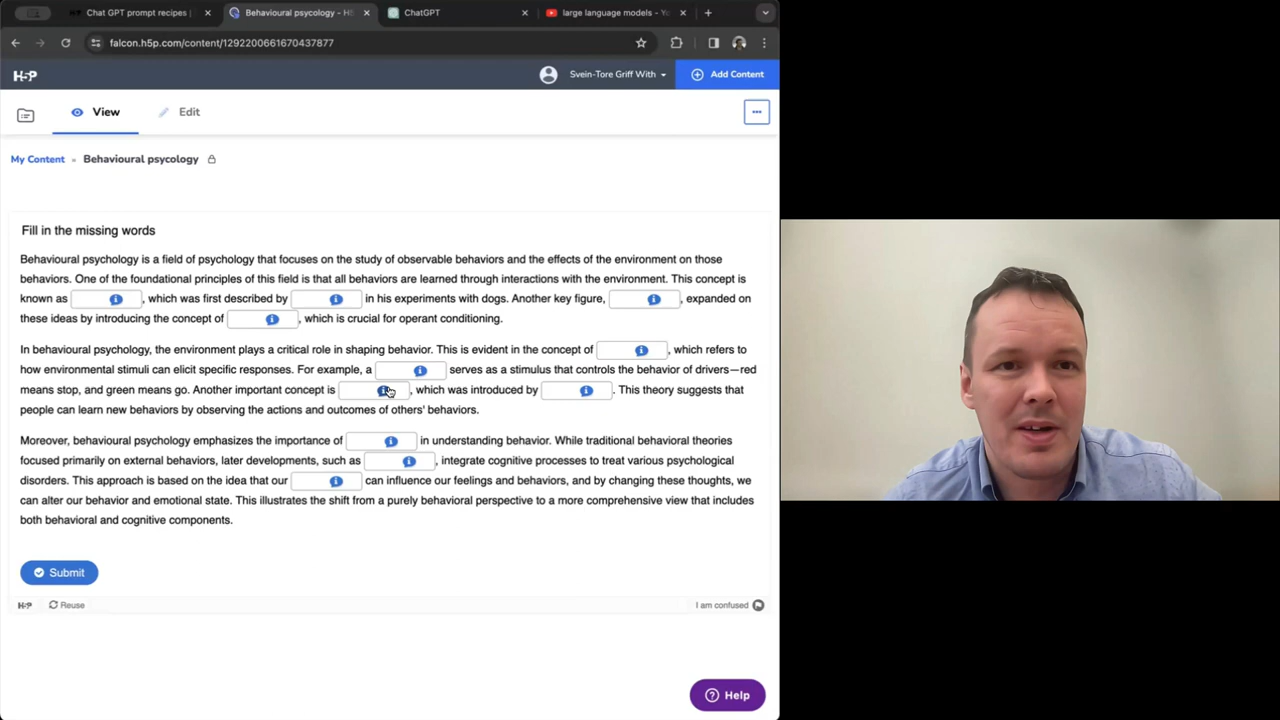 Chat GPT prompt recipes
Behavioural psycology - H5
ChatGPT
large language models - Yo
falcon.h5p.com/content/1292200661670437877
H5P
Svein-Tore Griff With
Add Content
View
Edit
My Content
Behavioural psycology
Fill in the missing words
Behavioural psychology is a field of psychology that focuses on the study of observable behaviors and the effects of the environment on those
behaviors. One of the foundational principles of this field is that all behaviors are learned through interactions with the environment. This concept is
known as , which was first described by in his experiments with dogs. Another key figure, , expanded on
these ideas by introducing the concept of , which is crucial for operant conditioning.
In behavioural psychology, the environment plays a critical role in shaping behavior. This is evident in the concept of , which refers to
how environmental stimuli can elicit specific responses. For example, a serves as a stimulus that controls the behavior of drivers—red
means stop, and green means go. Another important concept is , which was introduced by . This theory suggests that
people can learn new behaviors by observing the actions and outcomes of others' behaviors.
Moreover, behavioural psychology emphasizes the importance of in understanding behavior. While traditional behavioral theories
focused primarily on external behaviors, later developments, such as , integrate cognitive processes to treat various psychological
disorders. This approach is based on the idea that our can influence our feelings and behaviors, and by changing these thoughts, we
can alter our behavior and emotional state. This illustrates the shift from a purely behavioral perspective to a more comprehensive view that includes
both behavioral and cognitive components.
Submit
H5P Reuse
I am confused
Help